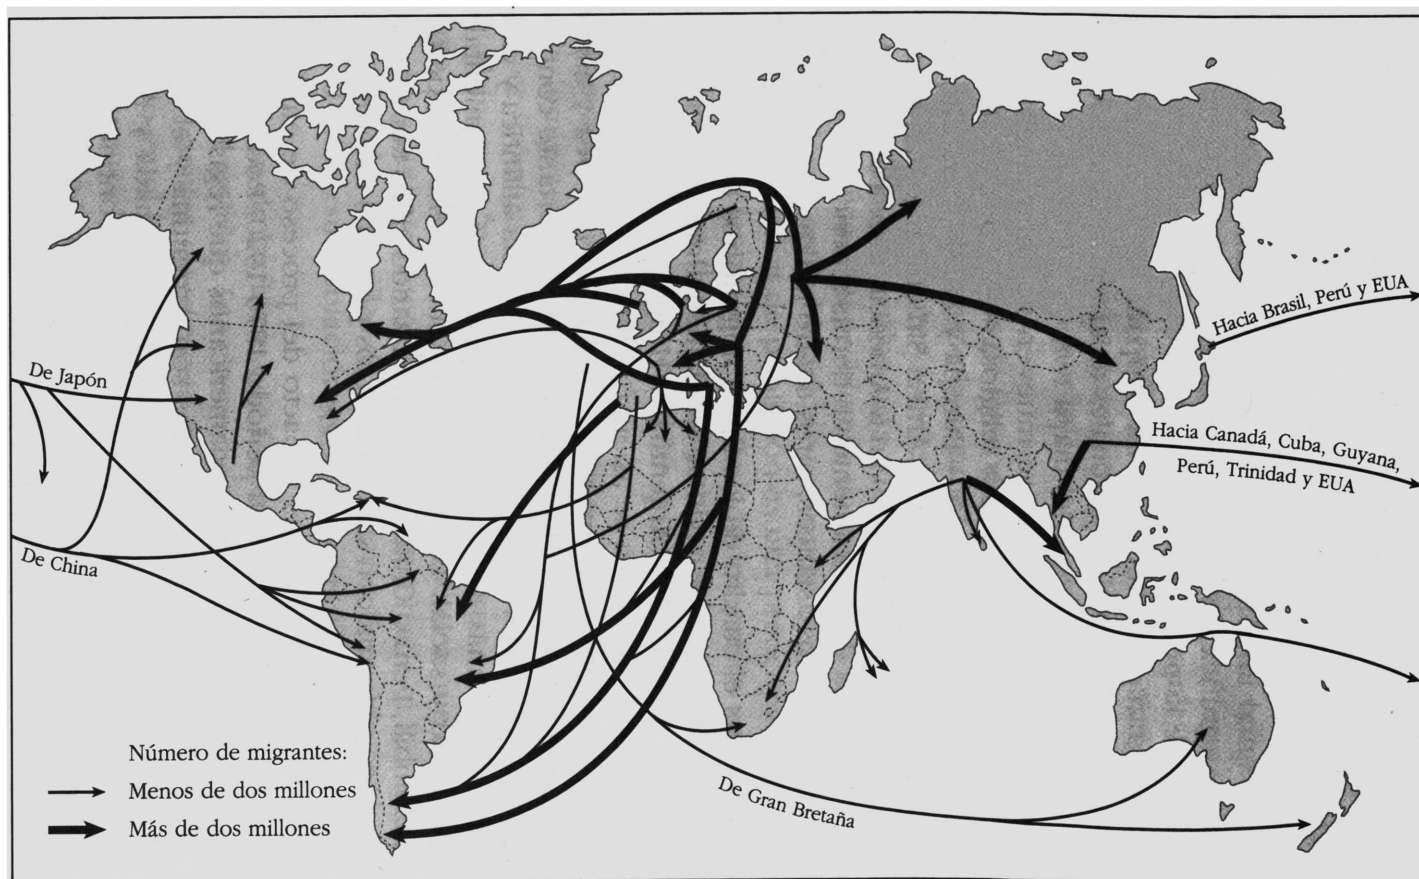 Hacia Brasil, Perú y EUA
De Japón
Hacia Canadá, Cuba, Guyana,
Perú, Trinidad y EUA
De China
De Gran Bretaña
Número de migrantes:
Menos de dos millones
Más de dos millones